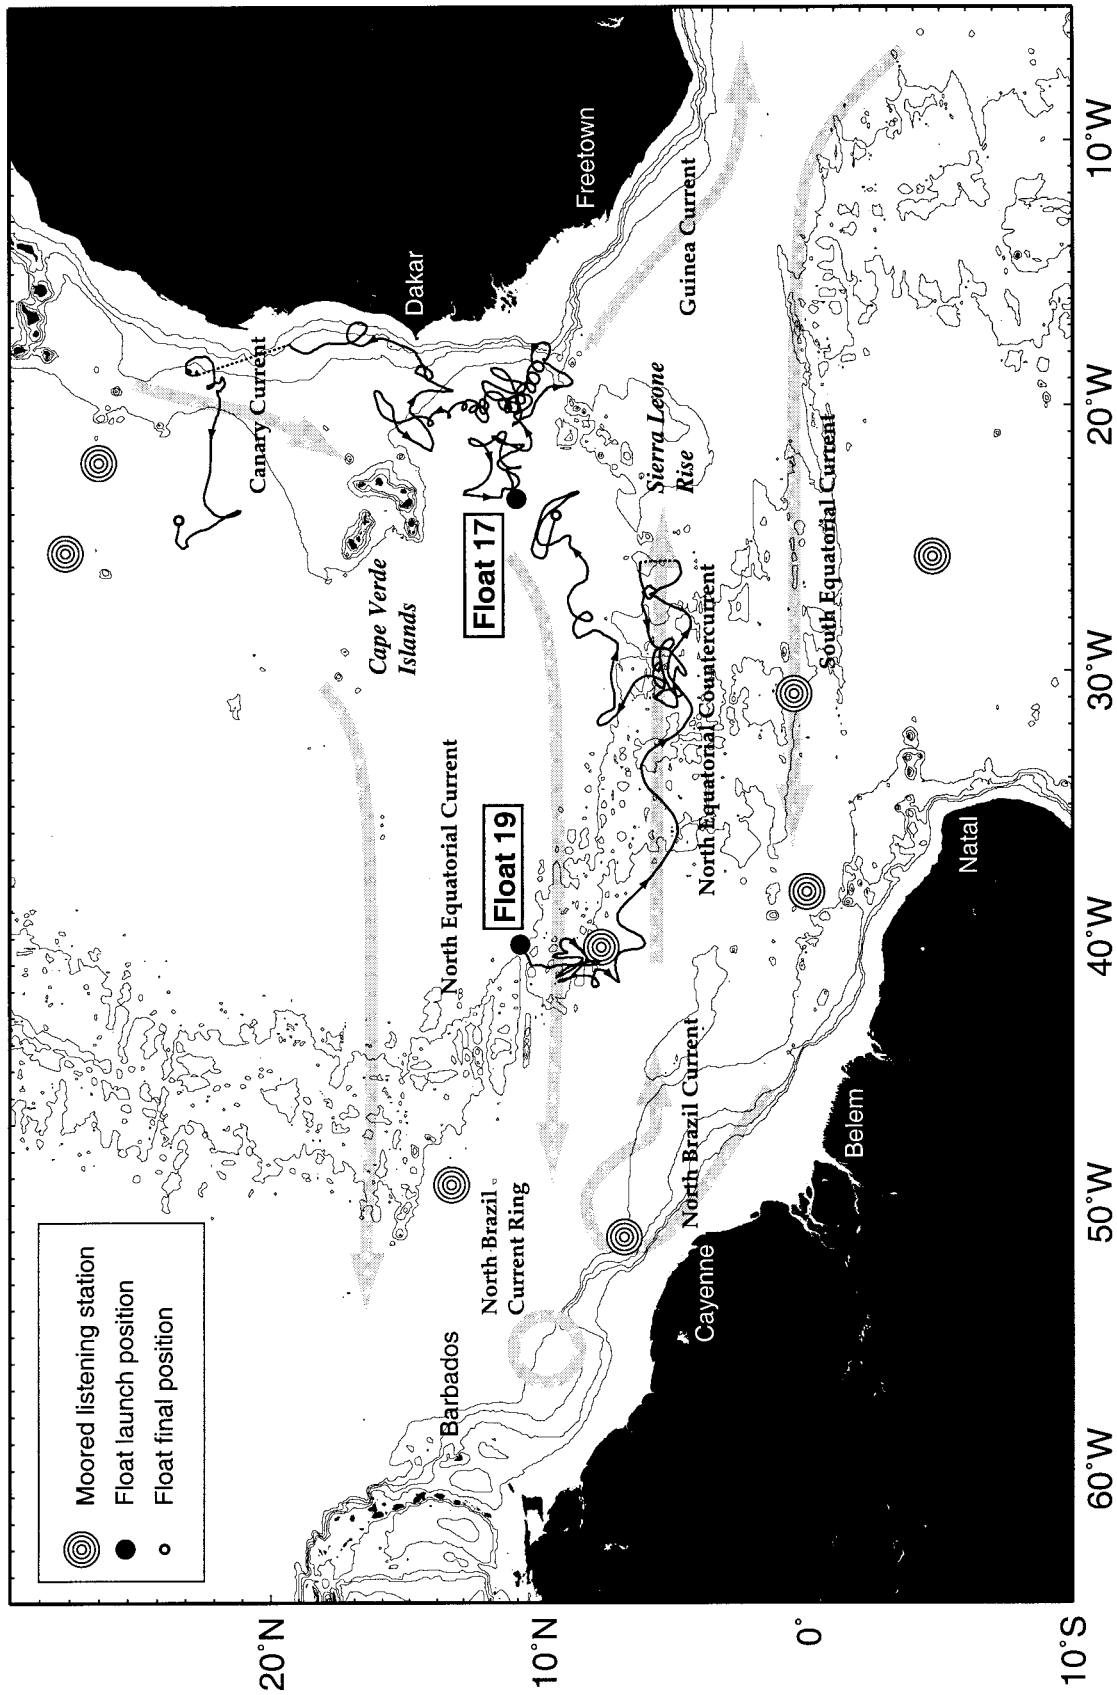 Moored listening station
Float launch position
Float final position
20°N
10°N
0°
10°S
60°W
50°W
40°W
30°W
20°W
10°W
Barbados
North Brazil
Current Ring
Cayenne
Belem
Natal
North Brazil Current
North Equatorial Current
Float 19
North Equatorial Countercurrent
South Equatorial Current
Float 17
Cape Verde
Islands
Canary Current
Dakar
Freetown
Guinea Current
Sierra Leone
Rise